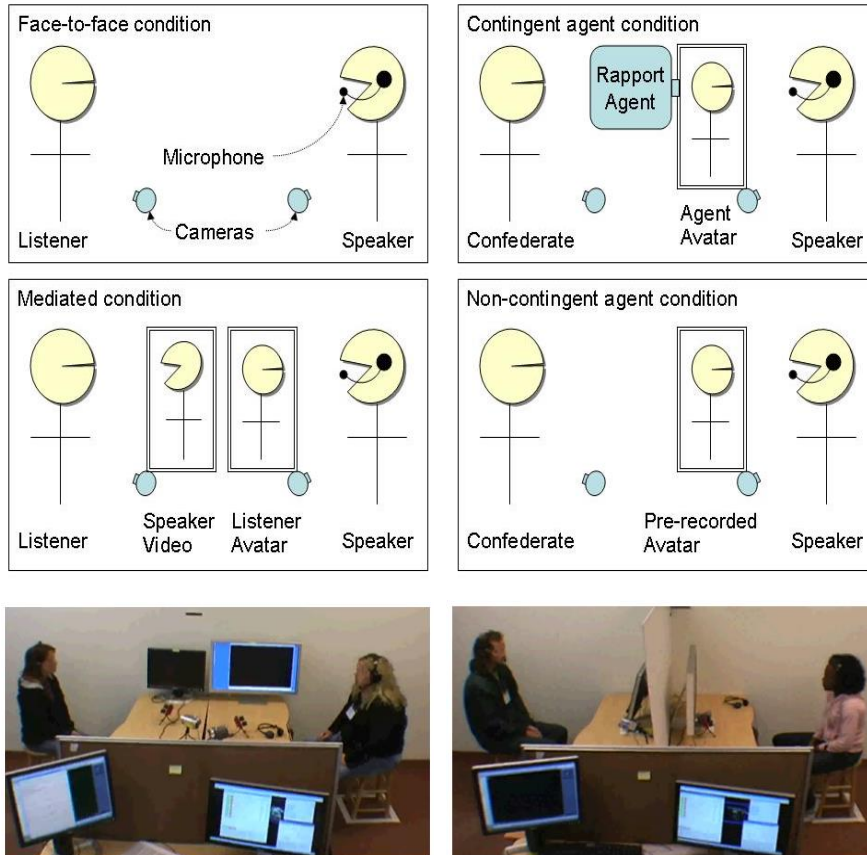 Face-to-face condition
Microphone
Cameras
Listener
Speaker
Contingent agent condition
Rapport
Agent
Agent
Avatar
Confederate
Speaker
Mediated condition
Speaker
Video
Listener
Avatar
Listener
Speaker
Non-contingent agent condition
Pre-recorded
Avatar
Confederate
Speaker